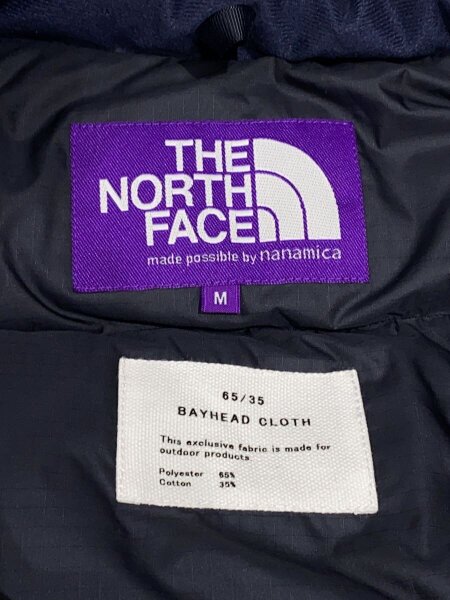 THE
NORTH
FACE
made possible by nanamica
M
65/35
BAYHEAD CLOTH
This exclusive fabric is made for
outdoor products.
Polyester 65%
Cotton 35%